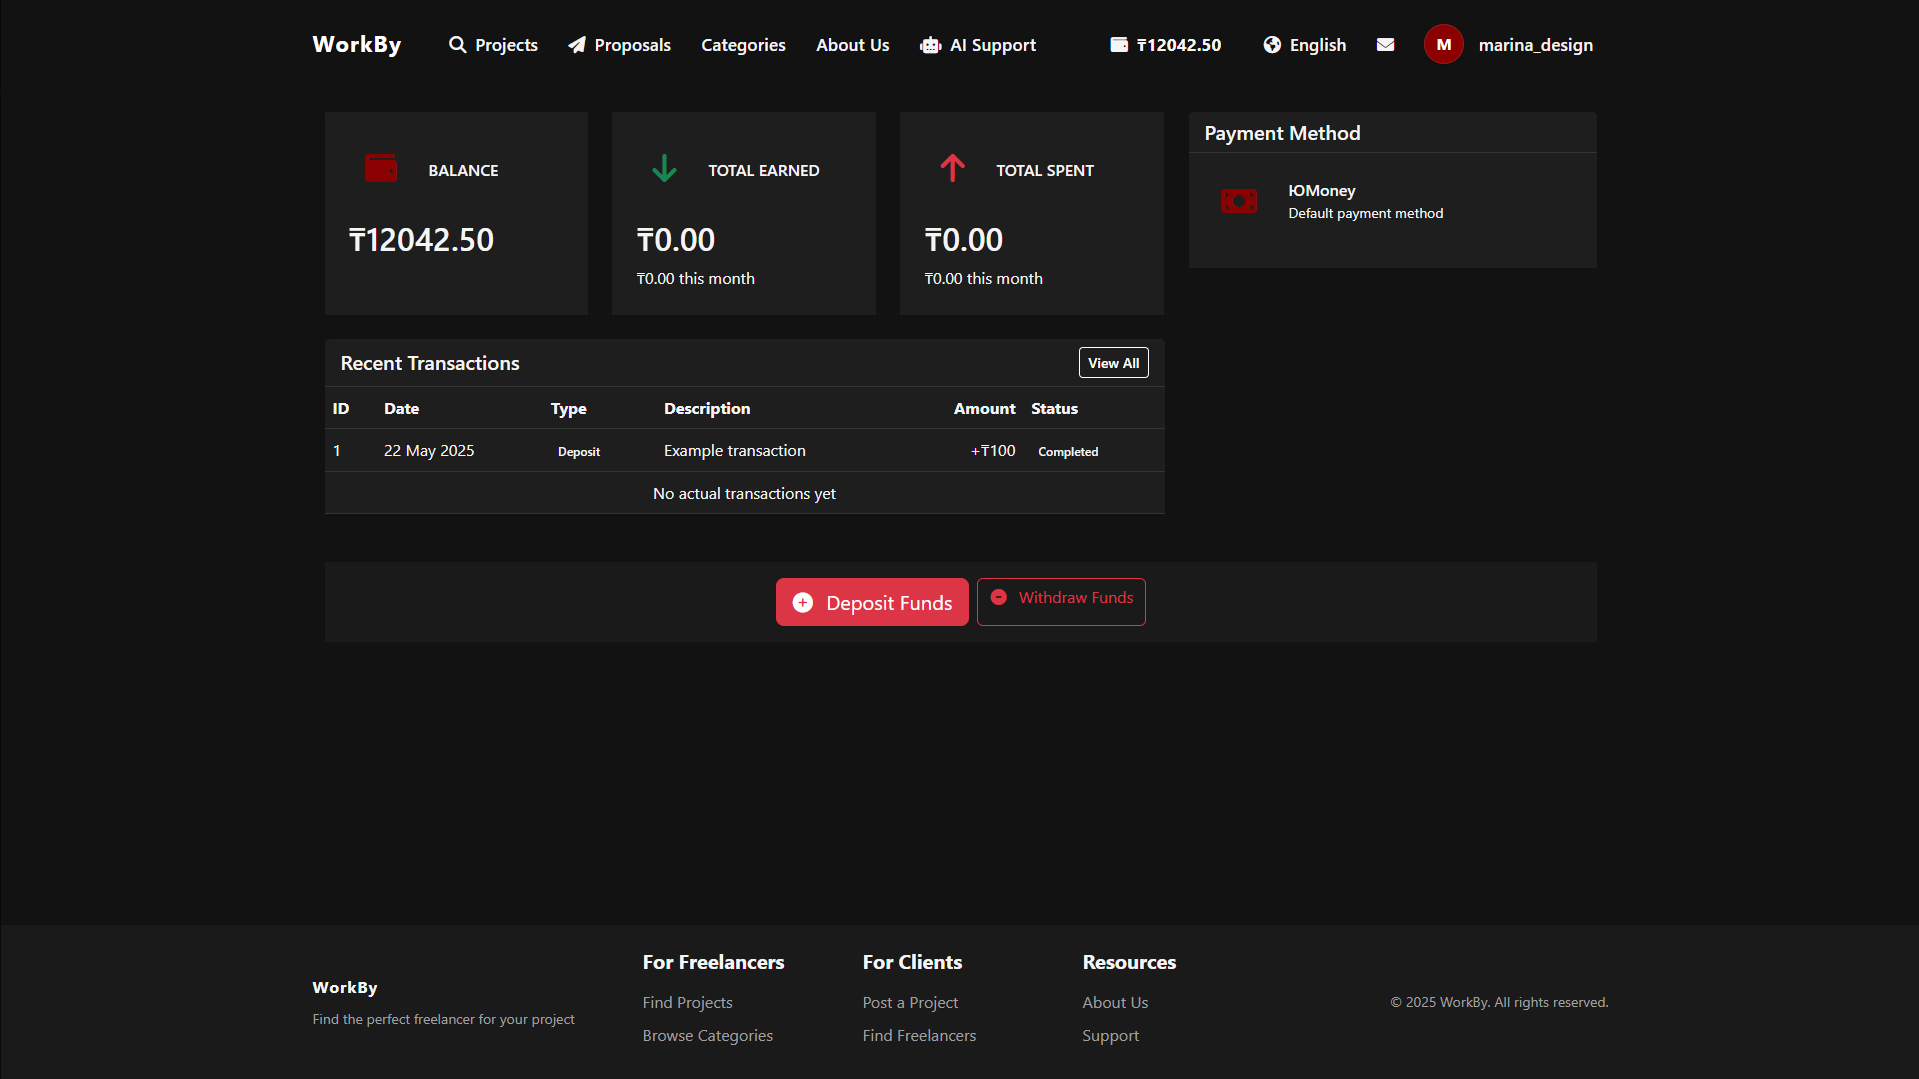 WorkBy Projects Proposals Categories About Us AI Support ₸12042.50 English M marina_design
BALANCE
₸12042.50
TOTAL EARNED
₸0.00
₸0.00 this month
TOTAL SPENT
₸0.00
₸0.00 this month
Payment Method
ЮMoney
Default payment method
Recent Transactions View All
ID Date Type Description Amount Status
1 22 May 2025 Deposit Example transaction +₸100 Completed
No actual transactions yet
Deposit Funds Withdraw Funds
WorkBy
Find the perfect freelancer for your project
For Freelancers
Find Projects
Browse Categories
For Clients
Post a Project
Find Freelancers
Resources
About Us
Support
© 2025 WorkBy. All rights reserved.